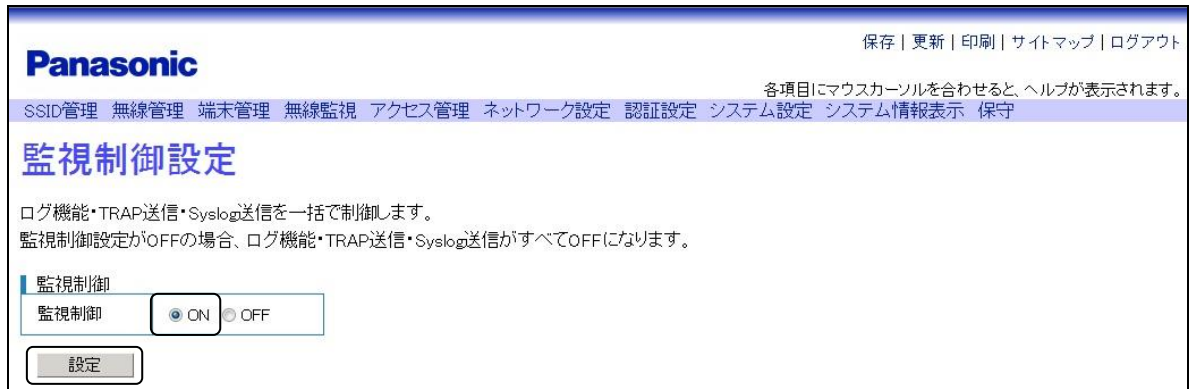 保存 | 更新 | 印刷 | サイトマップ | ログアウト
Panasonic
各項目にマウスカーソルを合わせると、ヘルプが表示されます。
SSID管理 無線管理 端末管理 無線監視 アクセス管理 ネットワーク設定 認証設定 システム設定 システム情報表示 保守
監視制御設定
ログ機能・TRAP送信・Syslog送信を一括で制御します。
監視制御設定がOFFの場合、ログ機能・TRAP送信・Syslog送信がすべてOFFになります。
監視制御
監視制御 ON OFF
設定